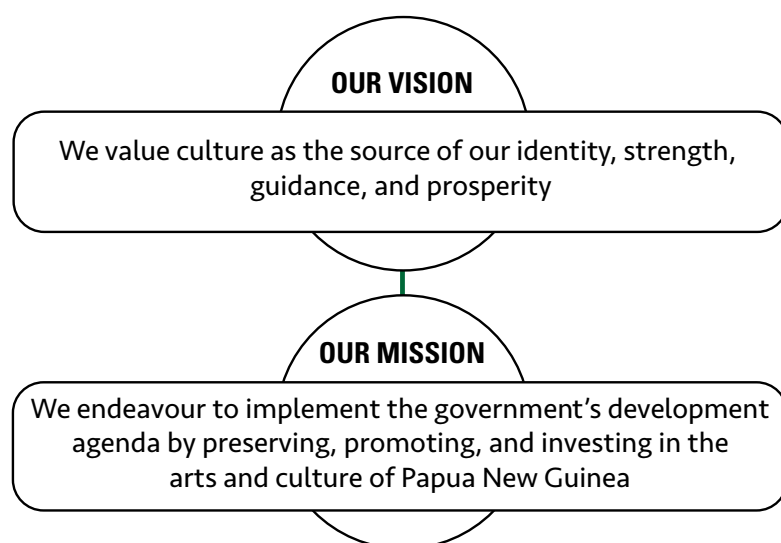 OUR VISION
We value culture as the source of our identity, strength,
guidance, and prosperity
OUR MISSION
We endeavour to implement the government’s development
agenda by preserving, promoting, and investing in the
arts and culture of Papua New Guinea